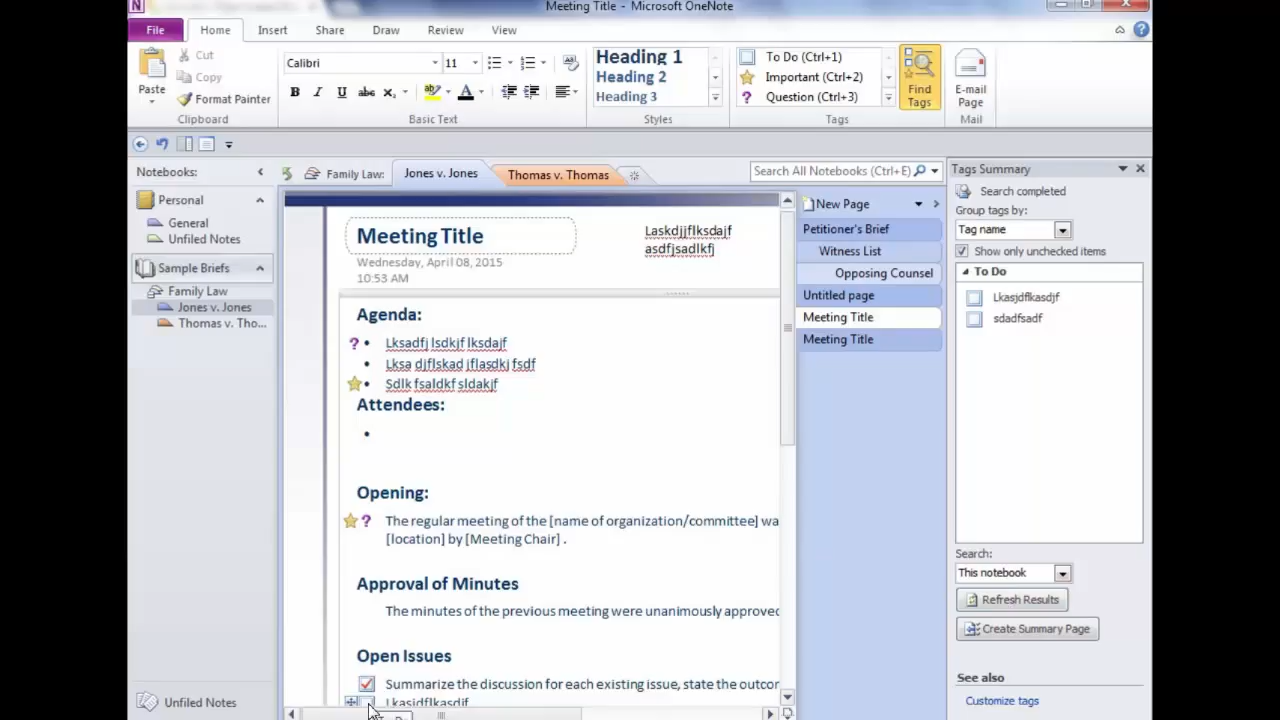 Meeting Title - Microsoft OneNote
File Home Insert Share Draw Review View
Cut
Copy
Paste
Format Painter
Clipboard
Calibri 11
Basic Text
Heading 1
Heading 2
Heading 3
Styles
To Do (Ctrl+1)
Important (Ctrl+2)
Question (Ctrl+3)
Tags
Find
Tags
E-mail
Page
Mail
Notebooks:
Personal
General
Unfiled Notes
Sample Briefs
Family Law
Jones v. Jones
Thomas v. Tho...
Unfiled Notes
Family Law:
Jones v. Jones
Thomas v. Thomas
Search All Notebooks (Ctrl+E)
Meeting Title
Wednesday, April 08, 2015
10:53 AM
Laskdjjflksdajf
asdfjsadlkfj
Agenda:
Lksadfj lsdkjf lksdajf
Lksa djflskad jflasdkj fsdf
Sdlk fsaldkf sldakjf
Attendees:
Opening:
The regular meeting of the [name of organization/committee] wa
[location] by [Meeting Chair] .
Approval of Minutes
The minutes of the previous meeting were unanimously approved
Open Issues
Summarize the discussion for each existing issue, state the outcor
Lkasjdflkasdjf
New Page
Petitioner's Brief
Witness List
Opposing Counsel
Untitled page
Meeting Title
Meeting Title
Tags Summary
Search completed
Group tags by:
Tag name
Show only unchecked items
To Do
Lkasjdflkasdjf
sdadfsadf
Search:
This notebook
Refresh Results
Create Summary Page
See also
Customize tags